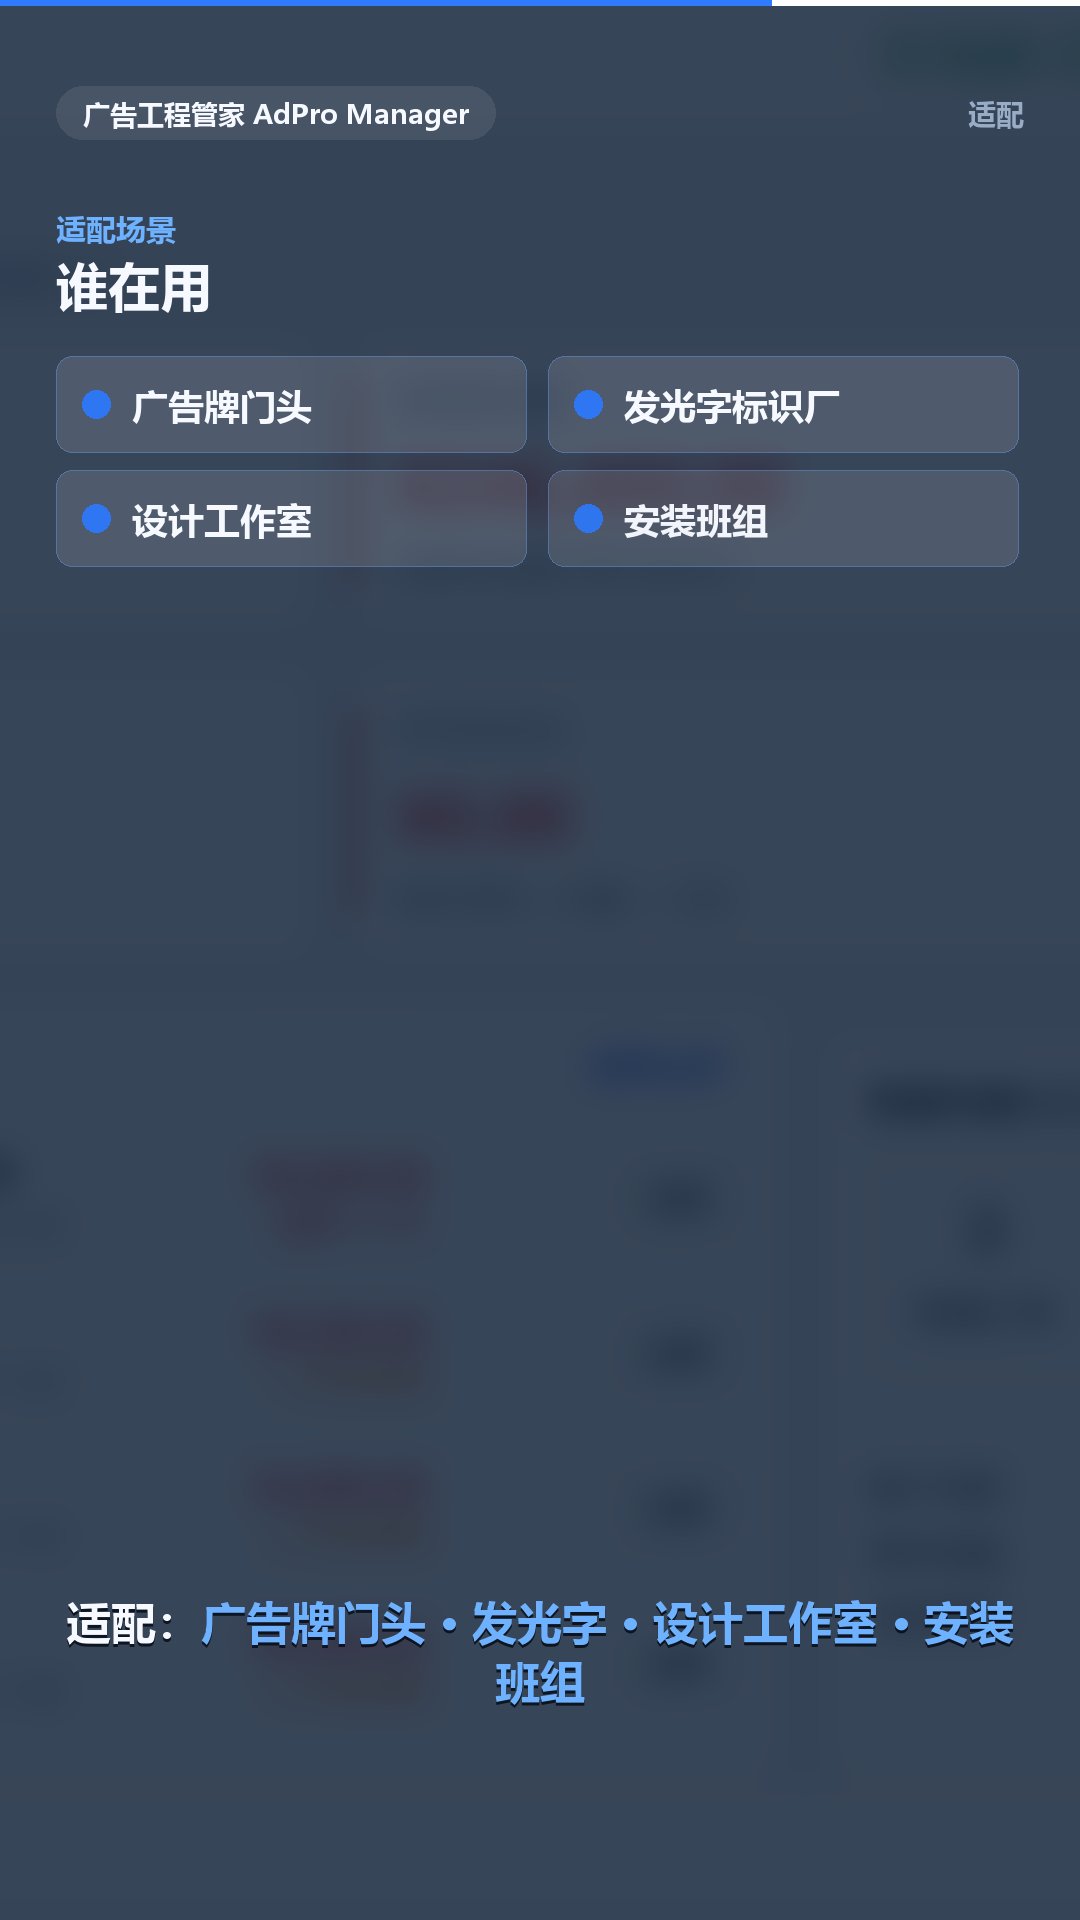 广告工程管家 AdPro Manager
适配
适配场景
谁在用
广告牌门头
发光字标识厂
设计工作室
安装班组
适配：广告牌门头·发光字·设计工作室·安装
班组